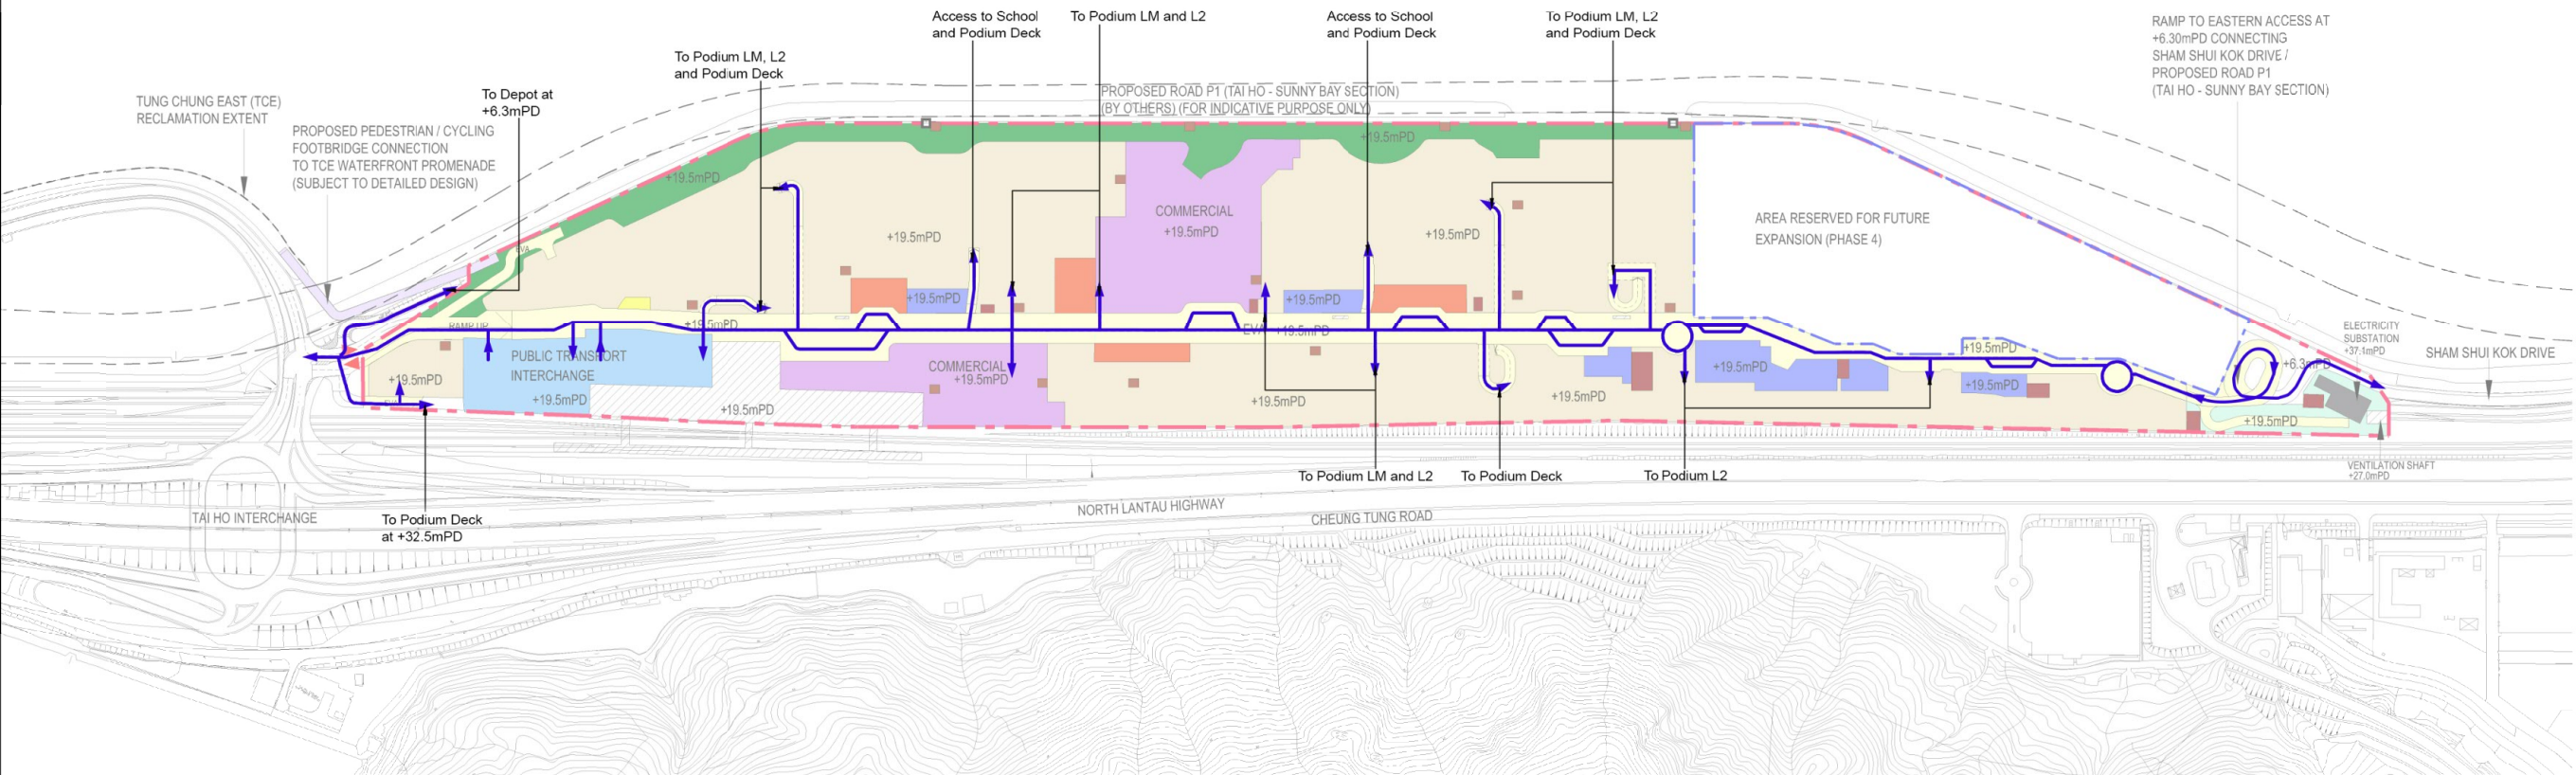 Access to School
and Podium Deck
To Podium LM and L2
Access to School
and Podium Deck
To Podium LM, L2
and Podium Deck
RAMP TO EASTERN ACCESS AT
+6.30mPD CONNECTING
SHAM SHUI KOK DRIVE /
PROPOSED ROAD P1
(TAI HO - SUNNY BAY SECTION)
To Podium LM, L2
and Podium Deck
To Depot at
+6.3mPD
TUNG CHUNG EAST (TCE)
RECLAMATION EXTENT
PROPOSED PEDESTRIAN / CYCLING
FOOTBRIDGE CONNECTION
TO TCE WATERFRONT PROMENADE
(SUBJECT TO DETAILED DESIGN)
PROPOSED ROAD P1 (TAI HO - SUNNY BAY SECTION)
(BY OTHERS) (FOR INDICATIVE PURPOSE ONLY)
+19.5mPD
+19.5mPD
COMMERCIAL
+19.5mPD
+19.5mPD
+19.5mPD
AREA RESERVED FOR FUTURE
EXPANSION (PHASE 4)
EVA
+19.5mPD
+19.5mPD
RAMP UP
+19.5mPD
EVA
+19.5mPD
PUBLIC TRANSPORT
INTERCHANGE
+19.5mPD
+19.5mPD
EVA
+19.5mPD
COMMERCIAL
+19.5mPD
+19.5mPD
+19.5mPD
+19.5mPD
+19.5mPD
+19.5mPD
+6.3mPD
+19.5mPD
ELECTRICITY
SUBSTATION
+37.1mPD
SHAM SHUI KOK DRIVE
VENTILATION SHAFT
+27.0mPD
To Podium LM and L2
To Podium Deck
To Podium L2
NORTH LANTAU HIGHWAY
CHEUNG TUNG ROAD
TAI HO INTERCHANGE
To Podium Deck
at +32.5mPD